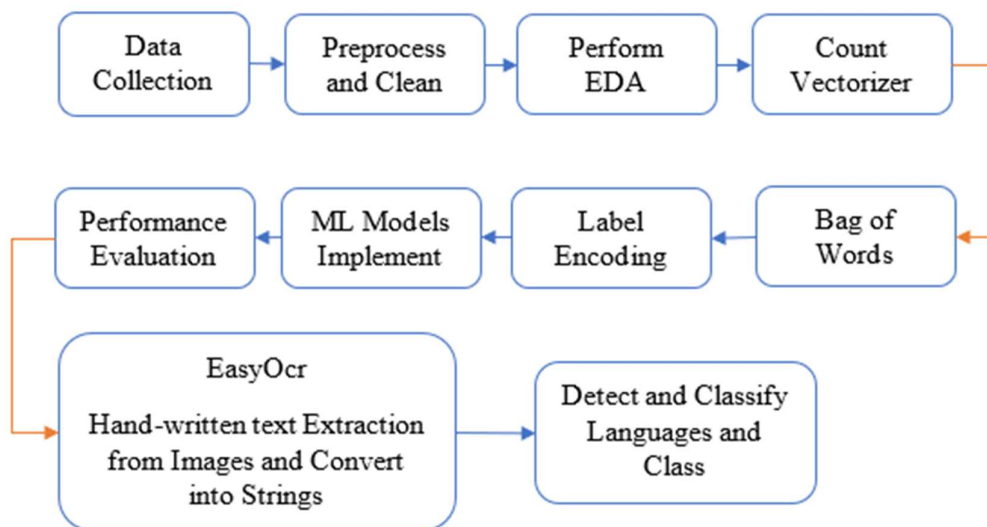 Data
Collection
Preprocess
and Clean
Perform
EDA
Count
Vectorizer
Performance
Evaluation
ML Models
Implement
Label
Encoding
Bag of
Words
EasyOcr
Hand-written text Extraction
from Images and Convert
into Strings
Detect and Classify
Languages and
Class